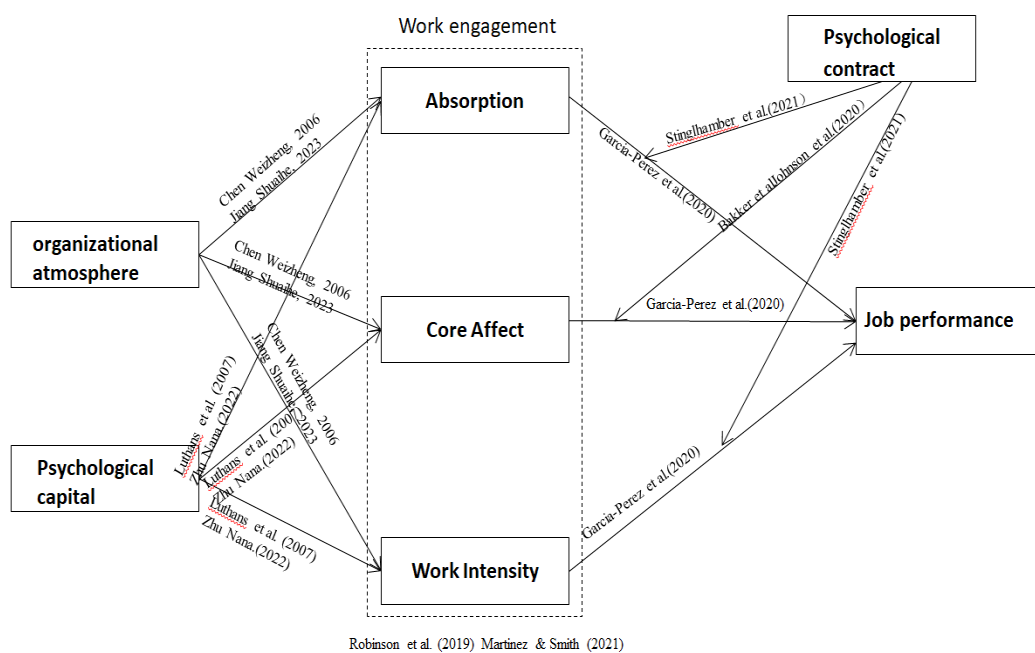 Work engagement
Psychological
contract
Absorption
Stinglhamber et al.(2021)
Garcia-Perez et al.(2020)
Bakker et alJohnson et al.(2020)
Stinglhamber et al.(2021)
Chen Weizheng, 2006
Jiang Shuaihe, 2023
organizational
atmosphere
Chen Weizheng, 2006
Jiang Shuaihe, 2023
Core Affect
Garcia-Perez et al.(2020)
Job performance
Chen Weizheng, 2006
Jiang Shuaihe, 2023
Luthans et al. (2007)
Zhu Nana.(2022)
Psychological
capital
Luthans et al. (2007)
Zhu Nana.(2022)
Luthans et al. (2007)
Zhu Nana.(2022)
Garcia-Perez et al.(2020)
Work Intensity
Robinson et al. (2019) Martinez & Smith (2021)